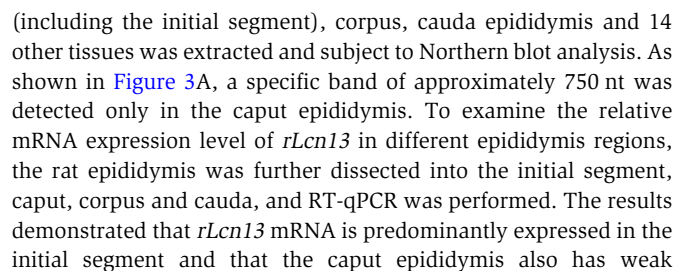 (including the initial segment), corpus, cauda epididymis and 14
other tissues was extracted and subject to Northern blot analysis. As
shown in Figure 3A, a specific band of approximately 750 nt was
detected only in the caput epididymis. To examine the relative
mRNA expression level of rLcn13 in different epididymis regions,
the rat epididymis was further dissected into the initial segment,
caput, corpus and cauda, and RT-qPCR was performed. The results
demonstrated that rLcn13 mRNA is predominantly expressed in the
initial segment and that the caput epididymis also has weak